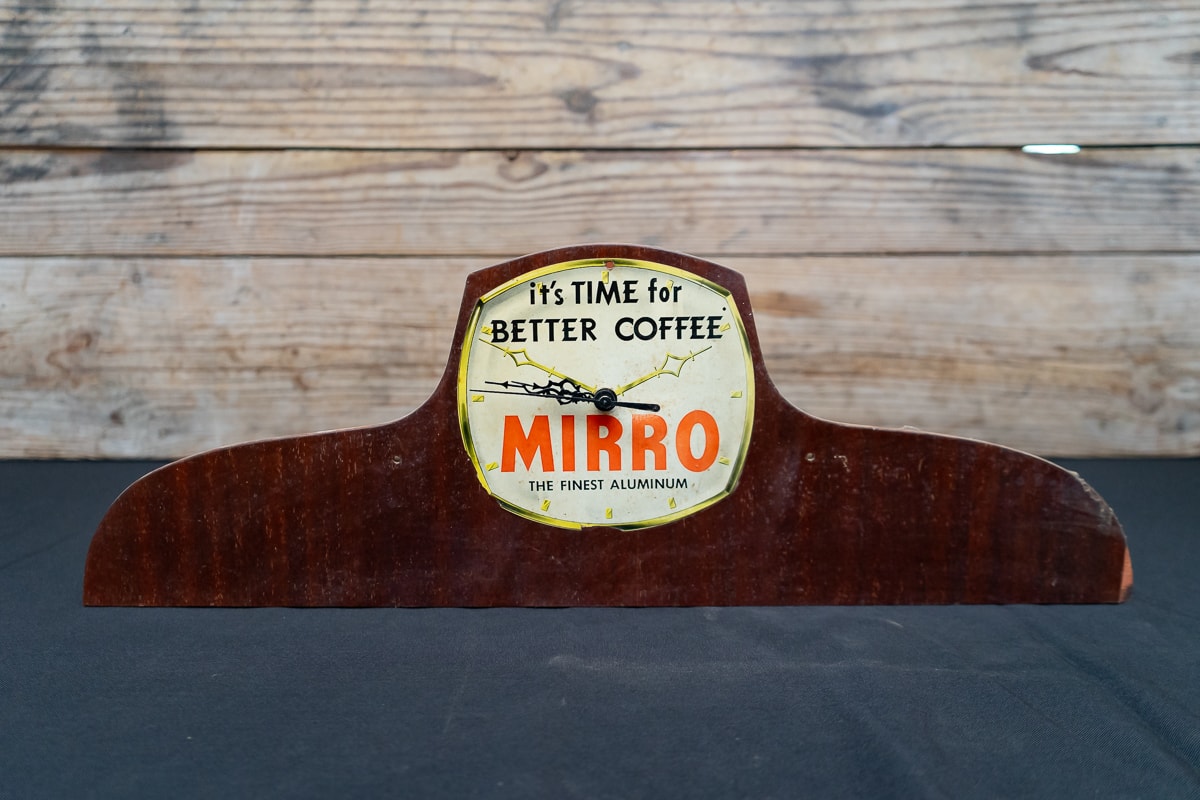 it's TIME for
BETTER COFFEE
MIRRO
THE FINEST ALUMINUM